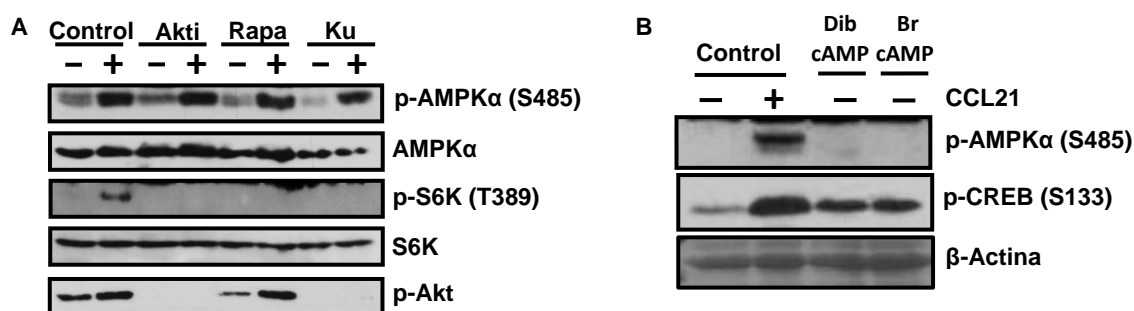 A
Control Akti Rapa Ku
− + − + − + − +
p-AMPKα (S485)
AMPKα
p-S6K (T389)
S6K
p-Akt
B
Control Dib cAMP Br cAMP
− + − − CCL21
p-AMPKα (S485)
p-CREB (S133)
β-Actina